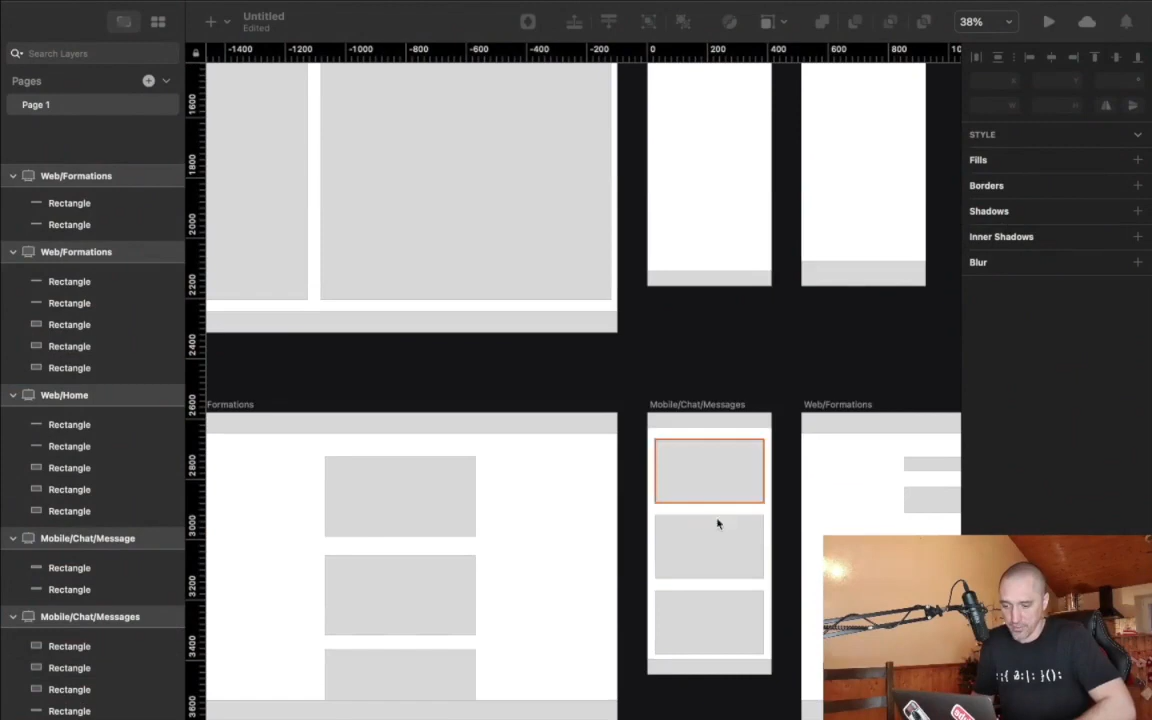 Untitled
Edited
38%
Search Layers
Pages
Page 1
Web/Formations
Rectangle
Rectangle
Web/Formations
Rectangle
Rectangle
Rectangle
Rectangle
Rectangle
Web/Home
Rectangle
Rectangle
Rectangle
Rectangle
Rectangle
Mobile/Chat/Message
Rectangle
Rectangle
Mobile/Chat/Messages
Rectangle
Rectangle
Rectangle
Rectangle
-1400 -1200 -1000 -800 -600 -400 -200 0 200 400 600 800 10
1600
1800
2000
2200
2400
2600
2800
3000
3200
3400
3600
Formations
Mobile/Chat/Messages
Web/Formations
STYLE
Fills
Borders
Shadows
Inner Shadows
Blur